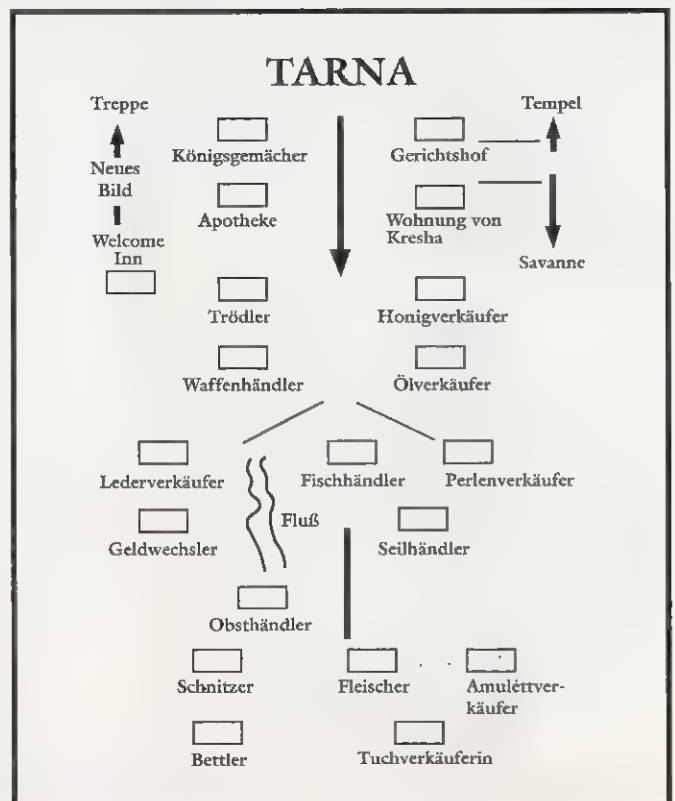 TARNA
Treppe
Tempel
Königsgemächer
Gerichtshof
Neues
Bild
Apotheke
Wohnung von
Kresha
Welcome
Inn
Savanne
Trödler
Honigverkäufer
Waffenhändler
Ölverkäufer
Lederverkäufer
Fischhändler
Perlenverkäufer
Fluß
Geldwechsler
Seilhändler
Obsthändler
Schnitzer
Fleischer
Amuléttver-
käufer
Bettler
Tuchverkäuferin